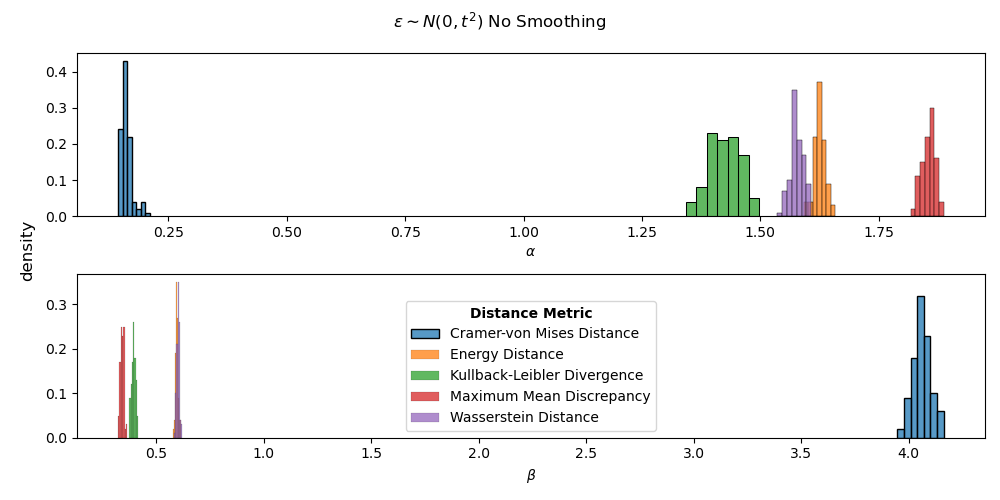 ε ~ N(0, t²) No Smoothing
density
0.4
0.3
0.2
0.1
0.0
0.25 0.50 0.75 1.00 1.25 1.50 1.75
α
0.3
0.2
0.1
0.0
Distance Metric
Cramer-von Mises Distance
Energy Distance
Kullback-Leibler Divergence
Maximum Mean Discrepancy
Wasserstein Distance
0.5 1.0 1.5 2.0 2.5 3.0 3.5 4.0
β